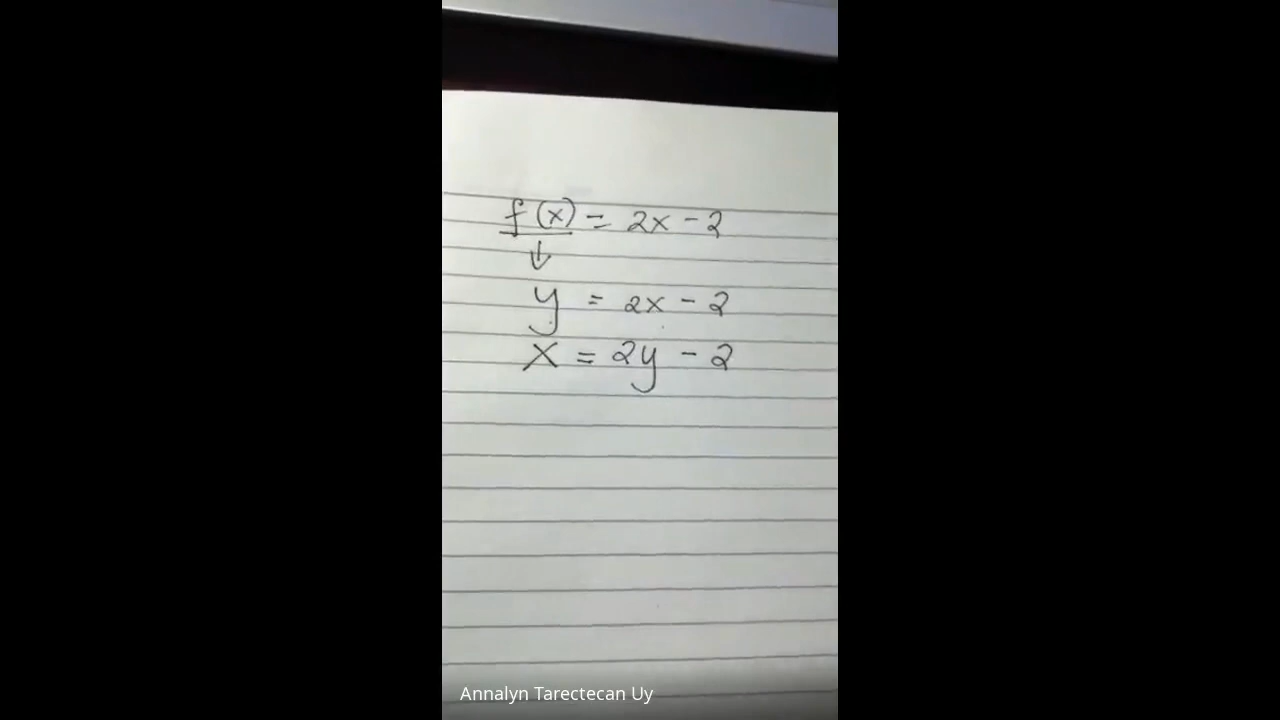 f(x) = 2x - 2
↓
y = 2x - 2
x = 2y - 2
Annalyn Tarectecan Uy